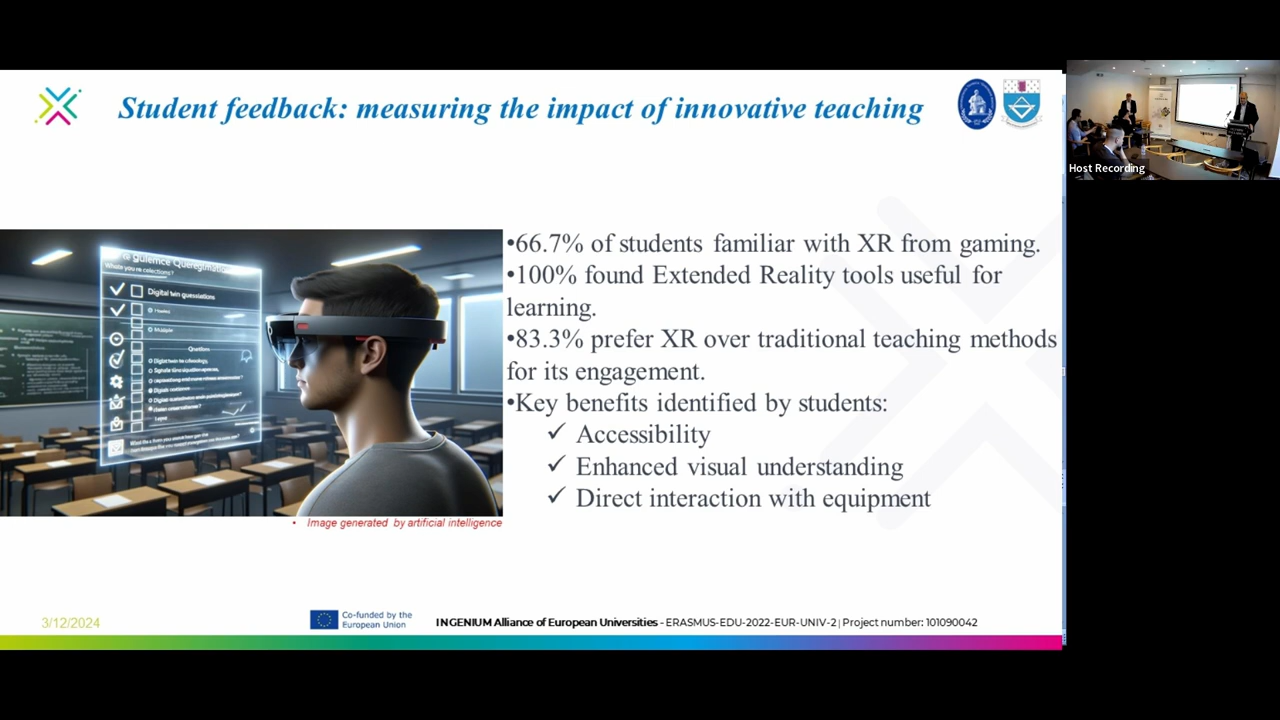 Student feedback: measuring the impact of innovative teaching
Host Recording
•66.7% of students familiar with XR from gaming.
•100% found Extended Reality tools useful for
learning.
•83.3% prefer XR over traditional teaching methods
for its engagement.
•Key benefits identified by students:
✓ Accessibility
✓ Enhanced visual understanding
✓ Direct interaction with equipment
• Image generated by artificial intelligence
3/12/2024
Co-funded by the
European Union
INGENIUM Alliance of European Universities - ERASMUS-EDU-2022-EUR-UNIV-2 | Project number: 101090042